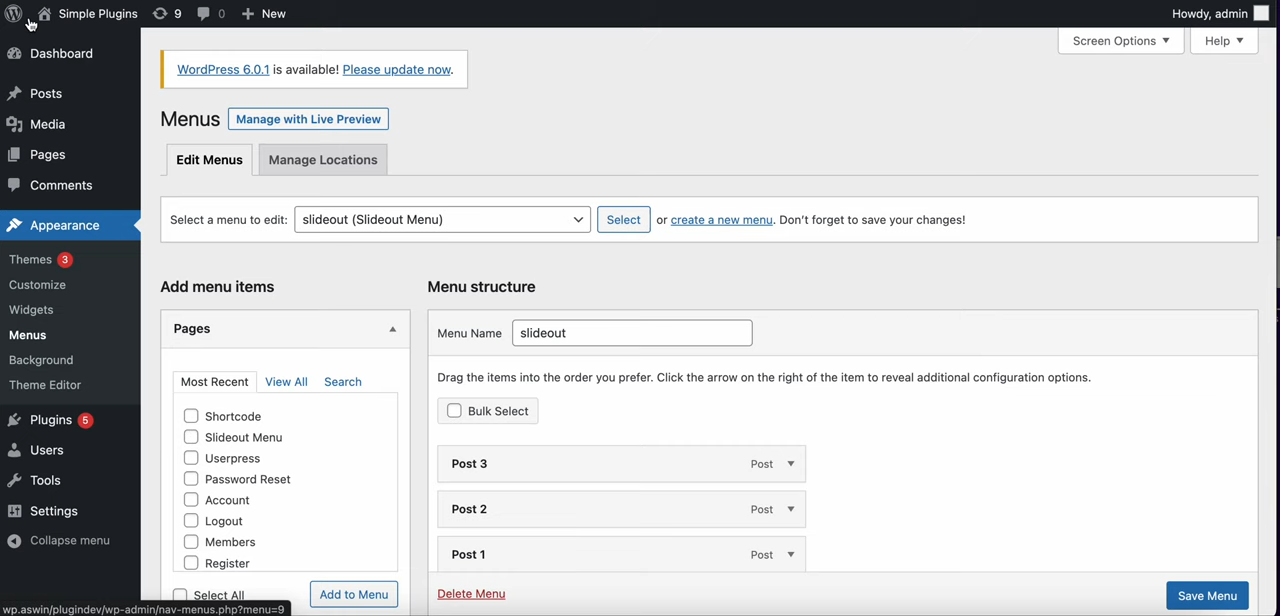 Simple Plugins 9 0 + New Howdy, admin
Screen Options ▼ Help ▼
Dashboard
Posts
Media
Pages
Comments
Appearance
Themes 3
Customize
Widgets
Menus
Background
Theme Editor
Plugins 5
Users
Tools
Settings
Collapse menu
WordPress 6.0.1 is available! Please update now.
Menus Manage with Live Preview
Edit Menus Manage Locations
Select a menu to edit: slideout (Slideout Menu) Select or create a new menu. Don't forget to save your changes!
Add menu items
Pages
Most Recent View All Search
Shortcode
Slideout Menu
Userpress
Password Reset
Account
Logout
Members
Register
Select All Add to Menu
Menu structure
Menu Name slideout
Drag the items into the order you prefer. Click the arrow on the right of the item to reveal additional configuration options.
Bulk Select
Post 3 Post
Post 2 Post
Post 1 Post
Delete Menu Save Menu
wp.aswin/plugindev/wp-admin/nav-menus.php?menu=9